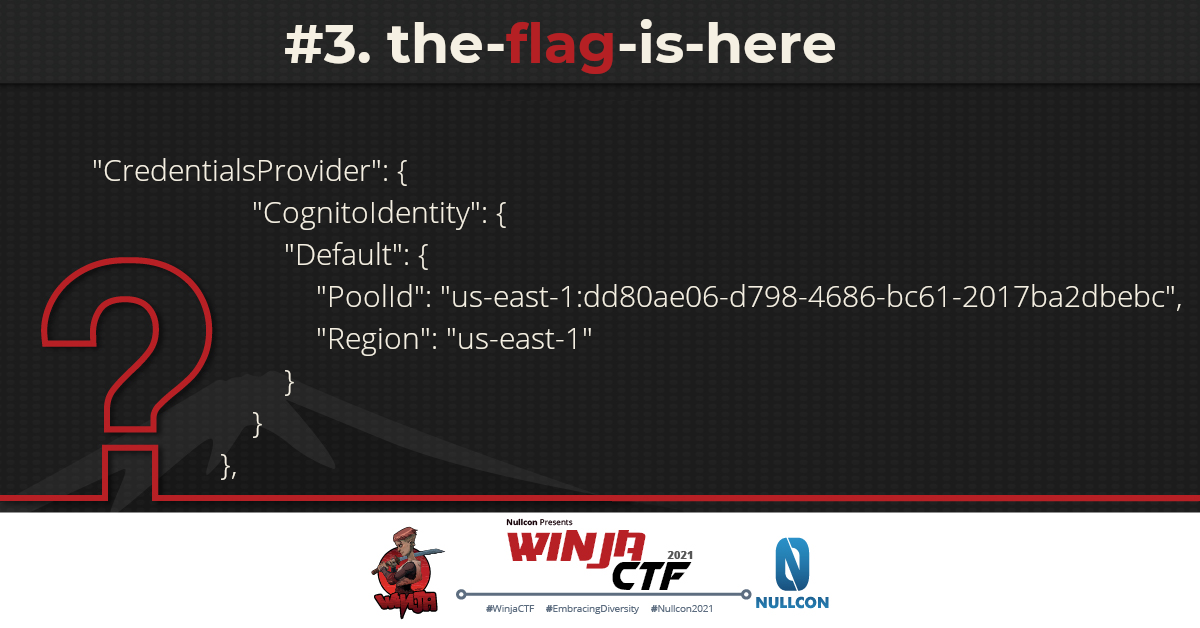 #3. the-flag-is-here
"CredentialsProvider": {
"CognitoIdentity": {
"Default": {
"PoolId": "us-east-1:dd80ae06-d798-4686-bc61-2017ba2dbebc",
"Region": "us-east-1"
}
}
},
Nullcon Presents
WINJA
2021
CTF
WINJA
NULLCON
#WinjaCTF #EmbracingDiversity #Nullcon2021